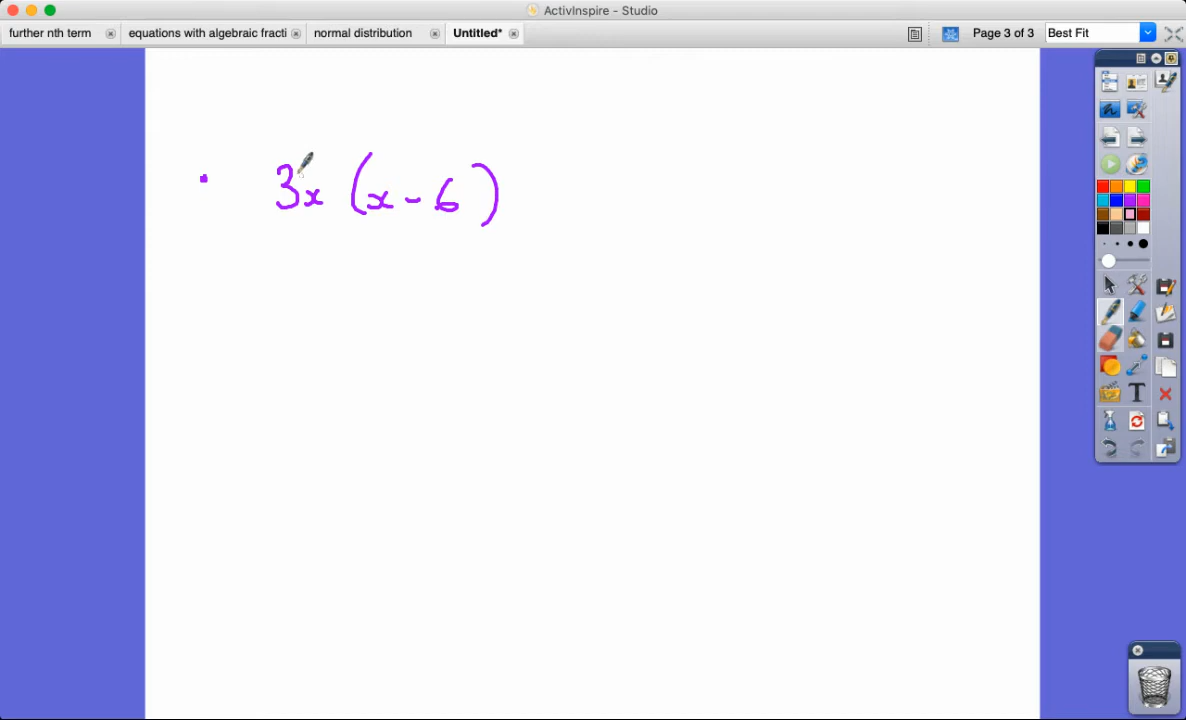 ActivInspire - Studio
further nth term equations with algebraic fracti normal distribution Untitled* Page 3 of 3 Best Fit
· 3x (x - 6)